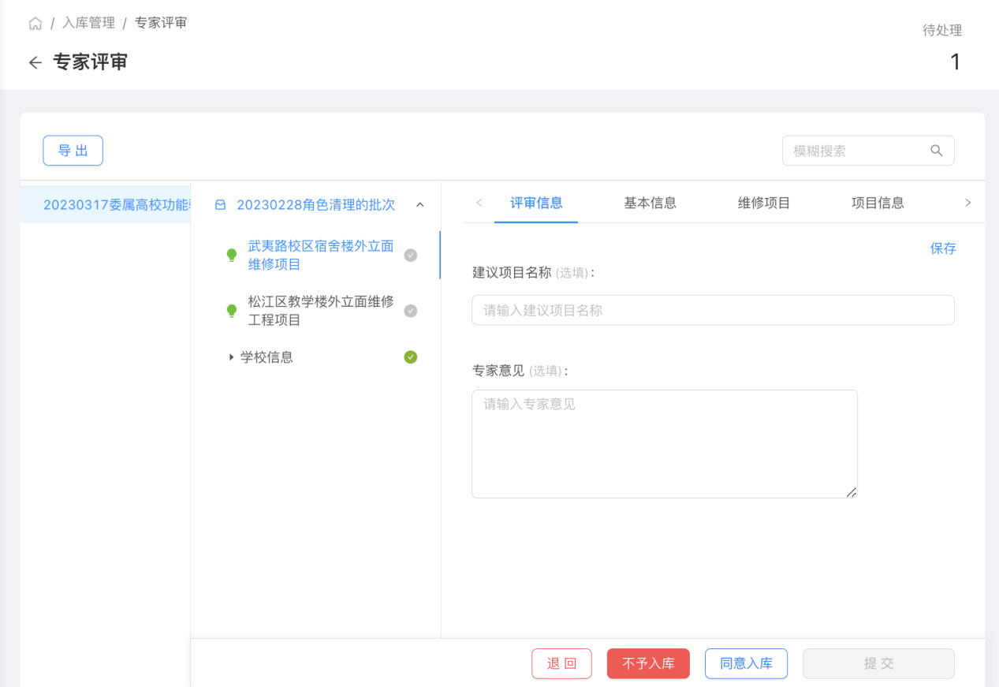 / 入库管理 / 专家评审
待处理
← 专家评审
1
导 出
模糊搜索
20230317委属高校功能
20230228角色清理的批次
武夷路校区宿舍楼外立面
维修项目
松江区教学楼外立面维修
工程项目
学校信息
评审信息
基本信息
维修项目
项目信息
保存
建议项目名称 (选填) :
请输入建议项目名称
专家意见 (选填) :
请输入专家意见
退 回
不予入库
同意入库
提 交